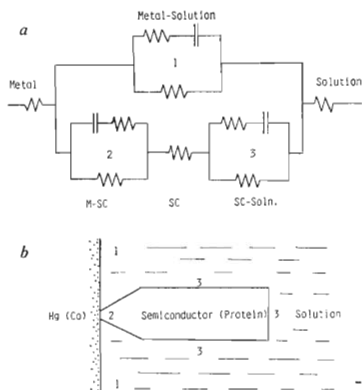 a
Metal-Solution
1
Metal
Solution
2
3
M-SC
SC
SC-Soln.
b
1
3
Hg (Co)
2
Semiconductor (Protein)
3
Solution
3
1